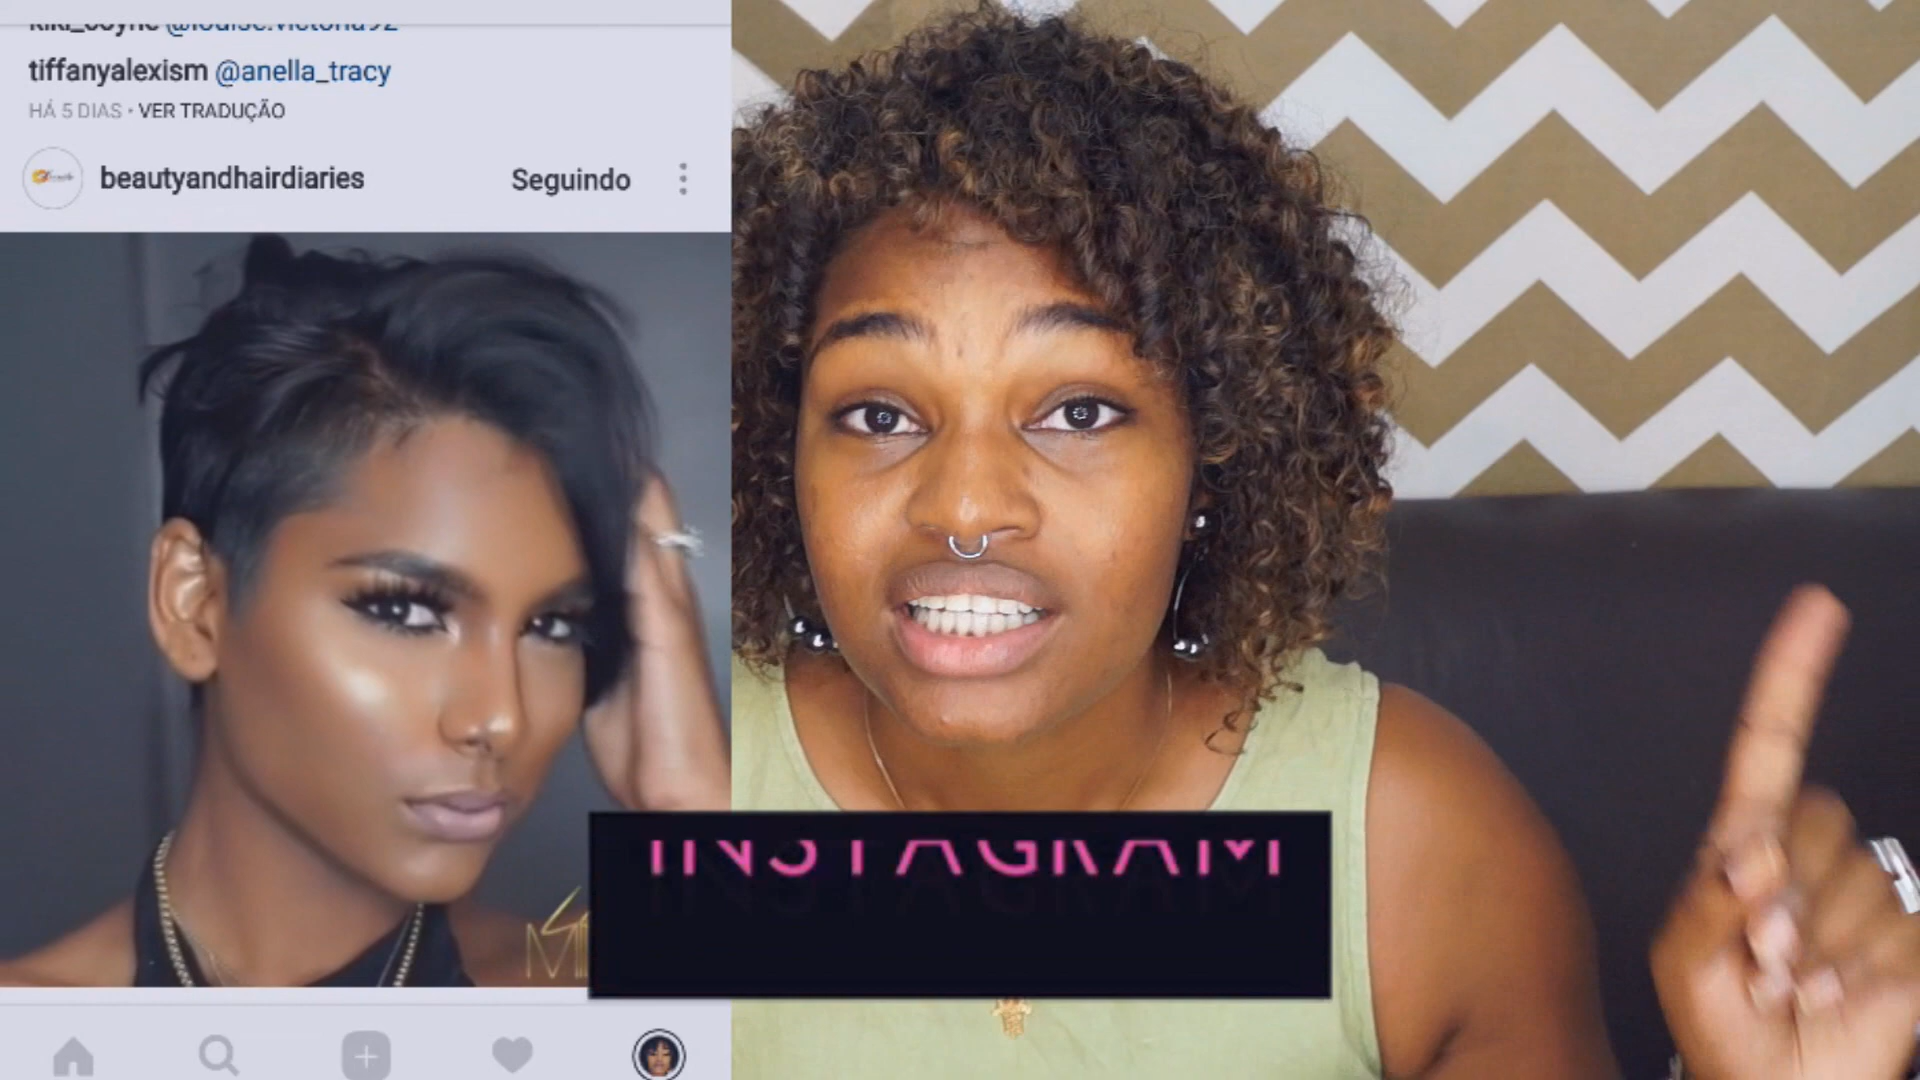 tiffanyalexism @anella_tracy
HÁ 5 DIAS • VER TRADUÇÃO
beautyandhairdiaries
Seguindo
INSTAGRAM